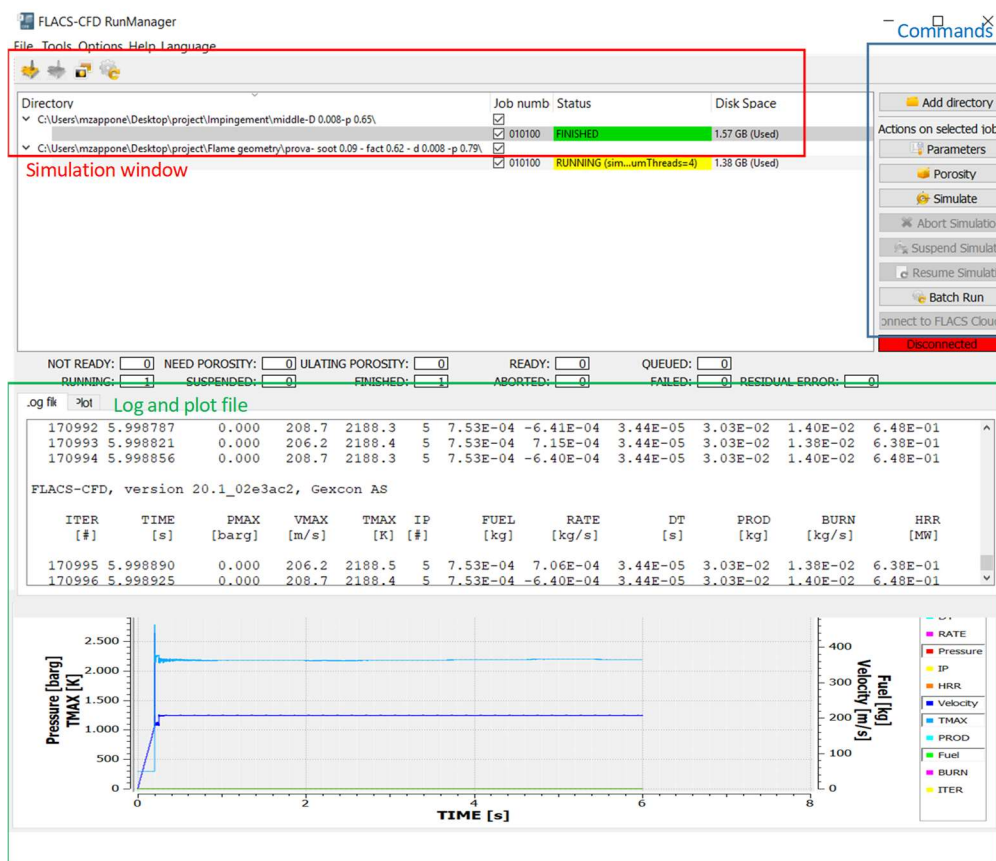 FLACS-CFD RunManager
Commands
File Tools Options Help Language
Directory Job numb Status Disk Space
C:\Users\mzappone\Desktop\project\Impingement\middle-D 0.008-p 0.65\
010100 FINISHED 1.57 GB (Used)
C:\Users\mzappone\Desktop\project\Flame geometry\prova- soot 0.09 - fact 0.62 - d 0.008 -p 0.79\
010100 RUNNING (sim...umThreads=4) 1.38 GB (Used)
Simulation window
Add directory
Actions on selected job
Parameters
Porosity
Simulate
Abort Simulatio
Suspend Simulat
Resume Simulati
Batch Run
onnect to FLACS Clou
Disconnected
NOT READY: 0 NEED POROSITY: 0 ULATING POROSITY: 0 READY: 0 QUEUED: 0
RUNNING: 1 SUSPENDED: 0 FINISHED: 1 ABORTED: 0 FAILED: 0 RESIDUAL ERROR: 0
.og file Plot Log and plot file
170992 5.998787 0.000 208.7 2188.3 5 7.53E-04 -6.41E-04 3.44E-05 3.03E-02 1.40E-02 6.48E-01
170993 5.998821 0.000 206.2 2188.4 5 7.53E-04 7.15E-04 3.44E-05 3.03E-02 1.38E-02 6.38E-01
170994 5.998856 0.000 208.7 2188.3 5 7.53E-04 -6.40E-04 3.44E-05 3.03E-02 1.40E-02 6.48E-01
FLACS-CFD, version 20.1_02e3ac2, Gexcon AS
ITER TIME PMAX VMAX TMAX IP FUEL RATE DT PROD BURN HRR
[#] [s] [barg] [m/s] [K] [#] [kg] [kg/s] [s] [kg] [kg/s] [MW]
170995 5.998890 0.000 206.2 2188.5 5 7.53E-04 7.06E-04 3.44E-05 3.03E-02 1.38E-02 6.38E-01
170996 5.998925 0.000 208.7 2188.4 5 7.53E-04 -6.40E-04 3.44E-05 3.03E-02 1.40E-02 6.48E-01
Pressure [barg]
TMAX [K]
2.500
2.000
1.500
1.000
500
0
0 2 4 6 8
TIME [s]
400
300
200
100
0
Velocity [m/s]
Fuel [kg]
DT
RATE
Pressure
IP
HRR
Velocity
TMAX
PROD
Fuel
BURN
ITER